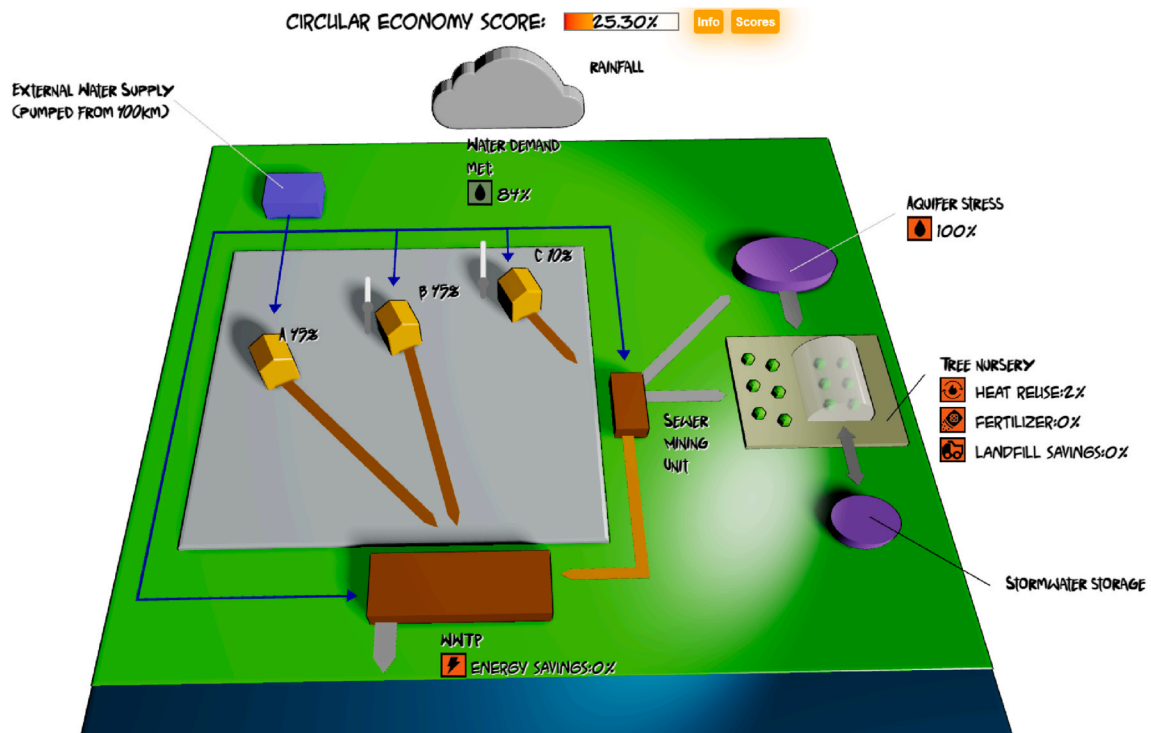 CIRCULAR ECONOMY SCORE: 25.30% Info Scores
RAINFALL
EXTERNAL WATER SUPPLY
(PUMPED FROM 400KM)
WATER DEMAND
MET:
84%
AQUIFER STRESS
100%
C 10%
B 45%
A 45%
TREE NURSERY
HEAT REUSE:2%
FERTILIZER:0%
LANDFILL SAVINGS:0%
SEWER
MINING
UNIT
STORMWATER STORAGE
WWTP
ENERGY SAVINGS:0%